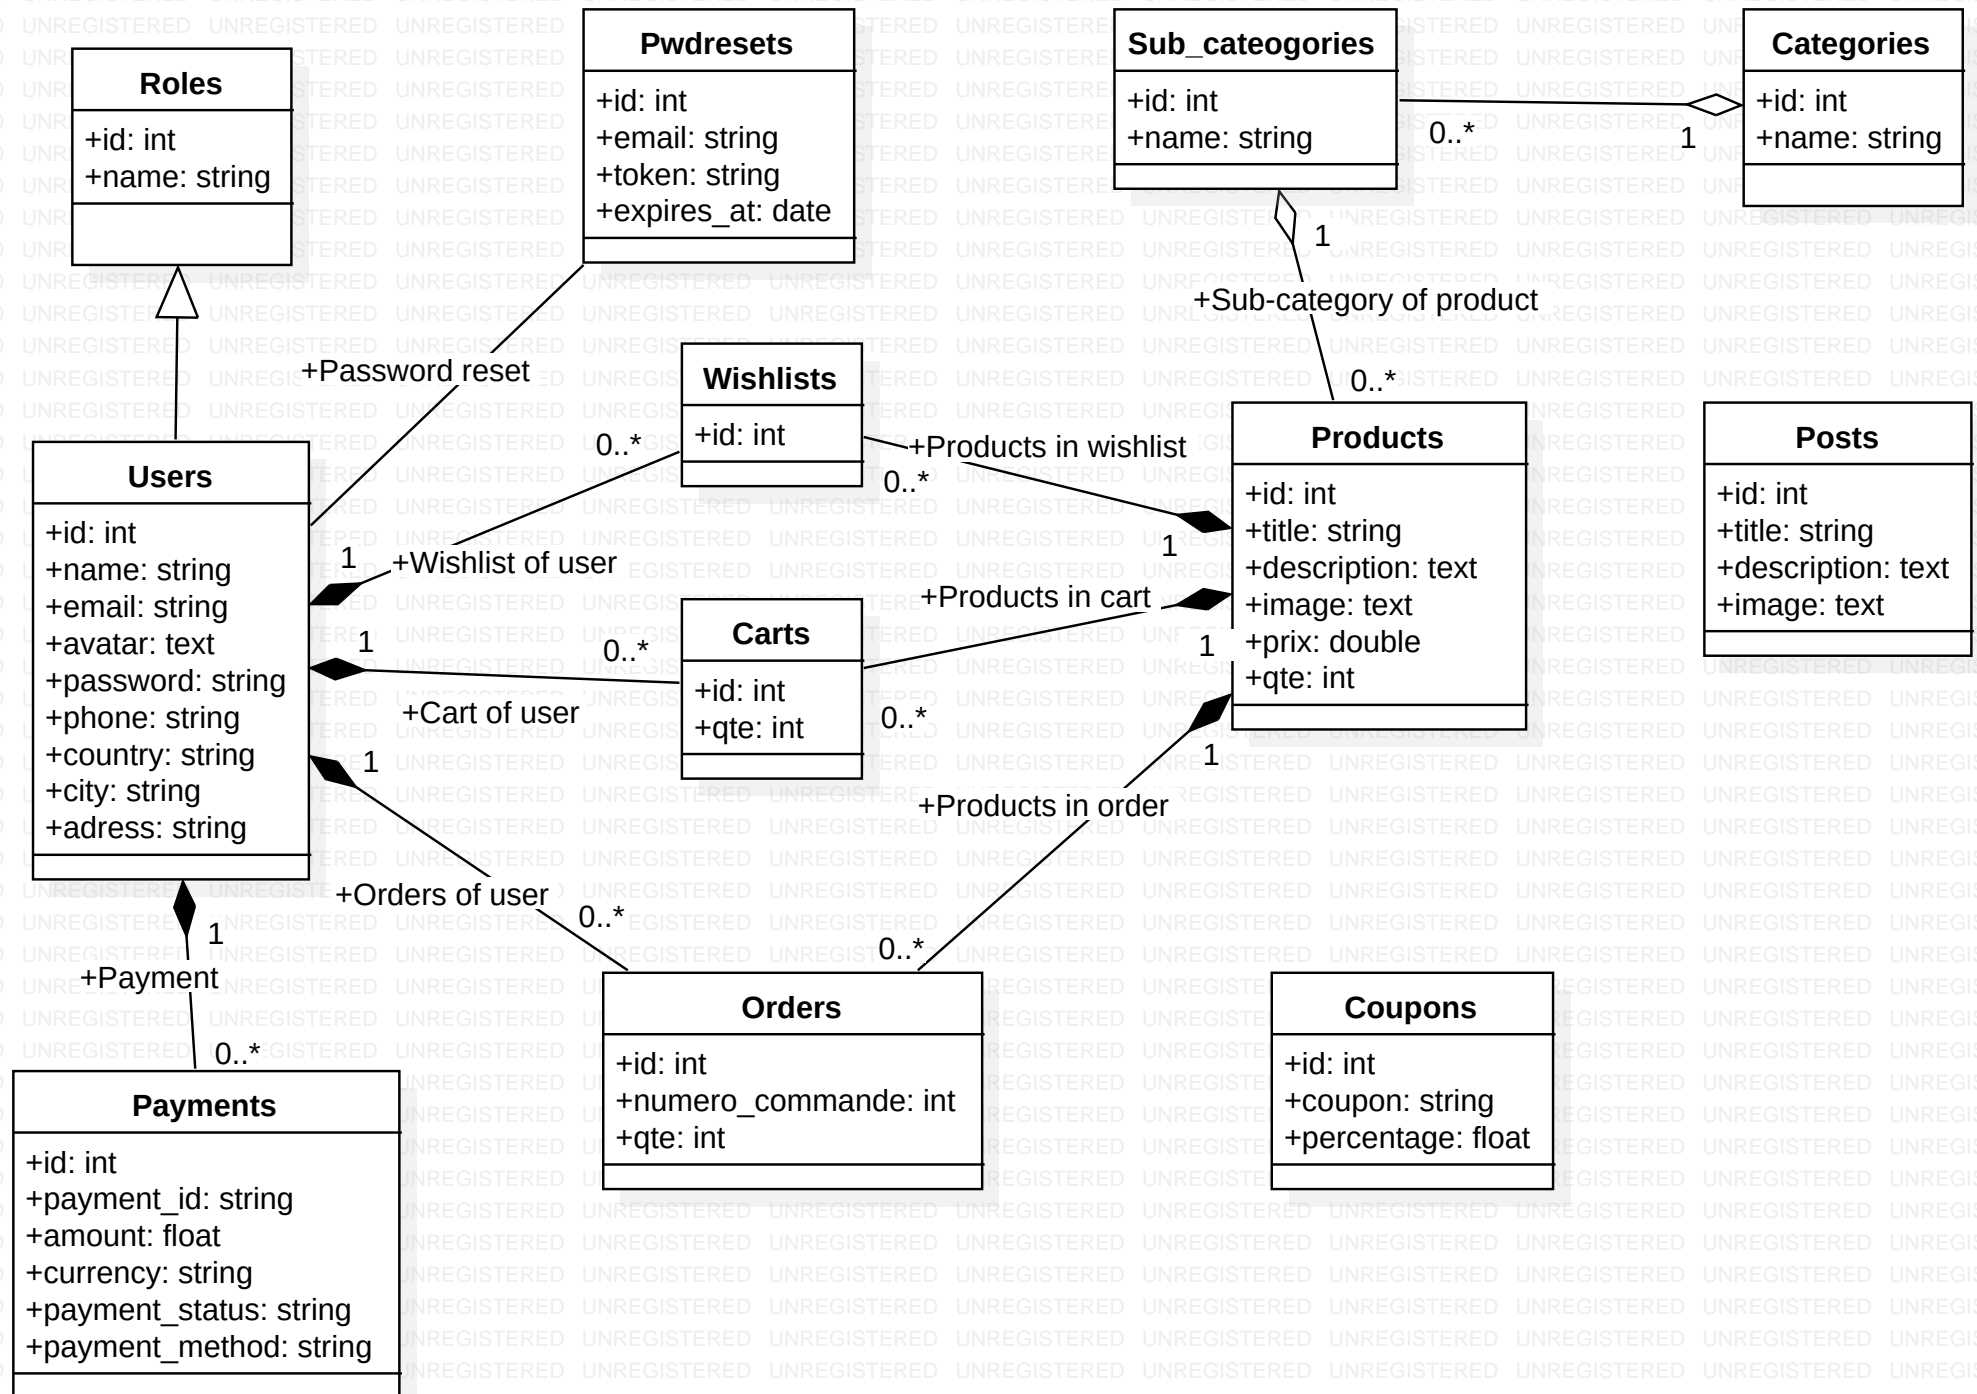 Roles
+id: int
+name: string
Pwdresets
+id: int
+email: string
+token: string
+expires_at: date
Sub_cateogories
+id: int
+name: string
0..*
1
Categories
+id: int
+name: string
1
+Sub-category of product
0..*
+Password reset
Wishlists
+id: int
0..*
1
+Wishlist of user
+Products in wishlist
0..*
1
Products
+id: int
+title: string
+description: text
+image: text
+prix: double
+qte: int
Posts
+id: int
+title: string
+description: text
+image: text
Users
+id: int
+name: string
+email: string
+avatar: text
+password: string
+phone: string
+country: string
+city: string
+adress: string
1
0..*
+Cart of user
Carts
+id: int
+qte: int
+Products in cart
1
0..*
1
+Orders of user
0..*
1
+Products in order
0..*
1
+Payment
0..*
Orders
+id: int
+numero_commande: int
+qte: int
Coupons
+id: int
+coupon: string
+percentage: float
Payments
+id: int
+payment_id: string
+amount: float
+currency: string
+payment_status: string
+payment_method: string
UNREGISTERED